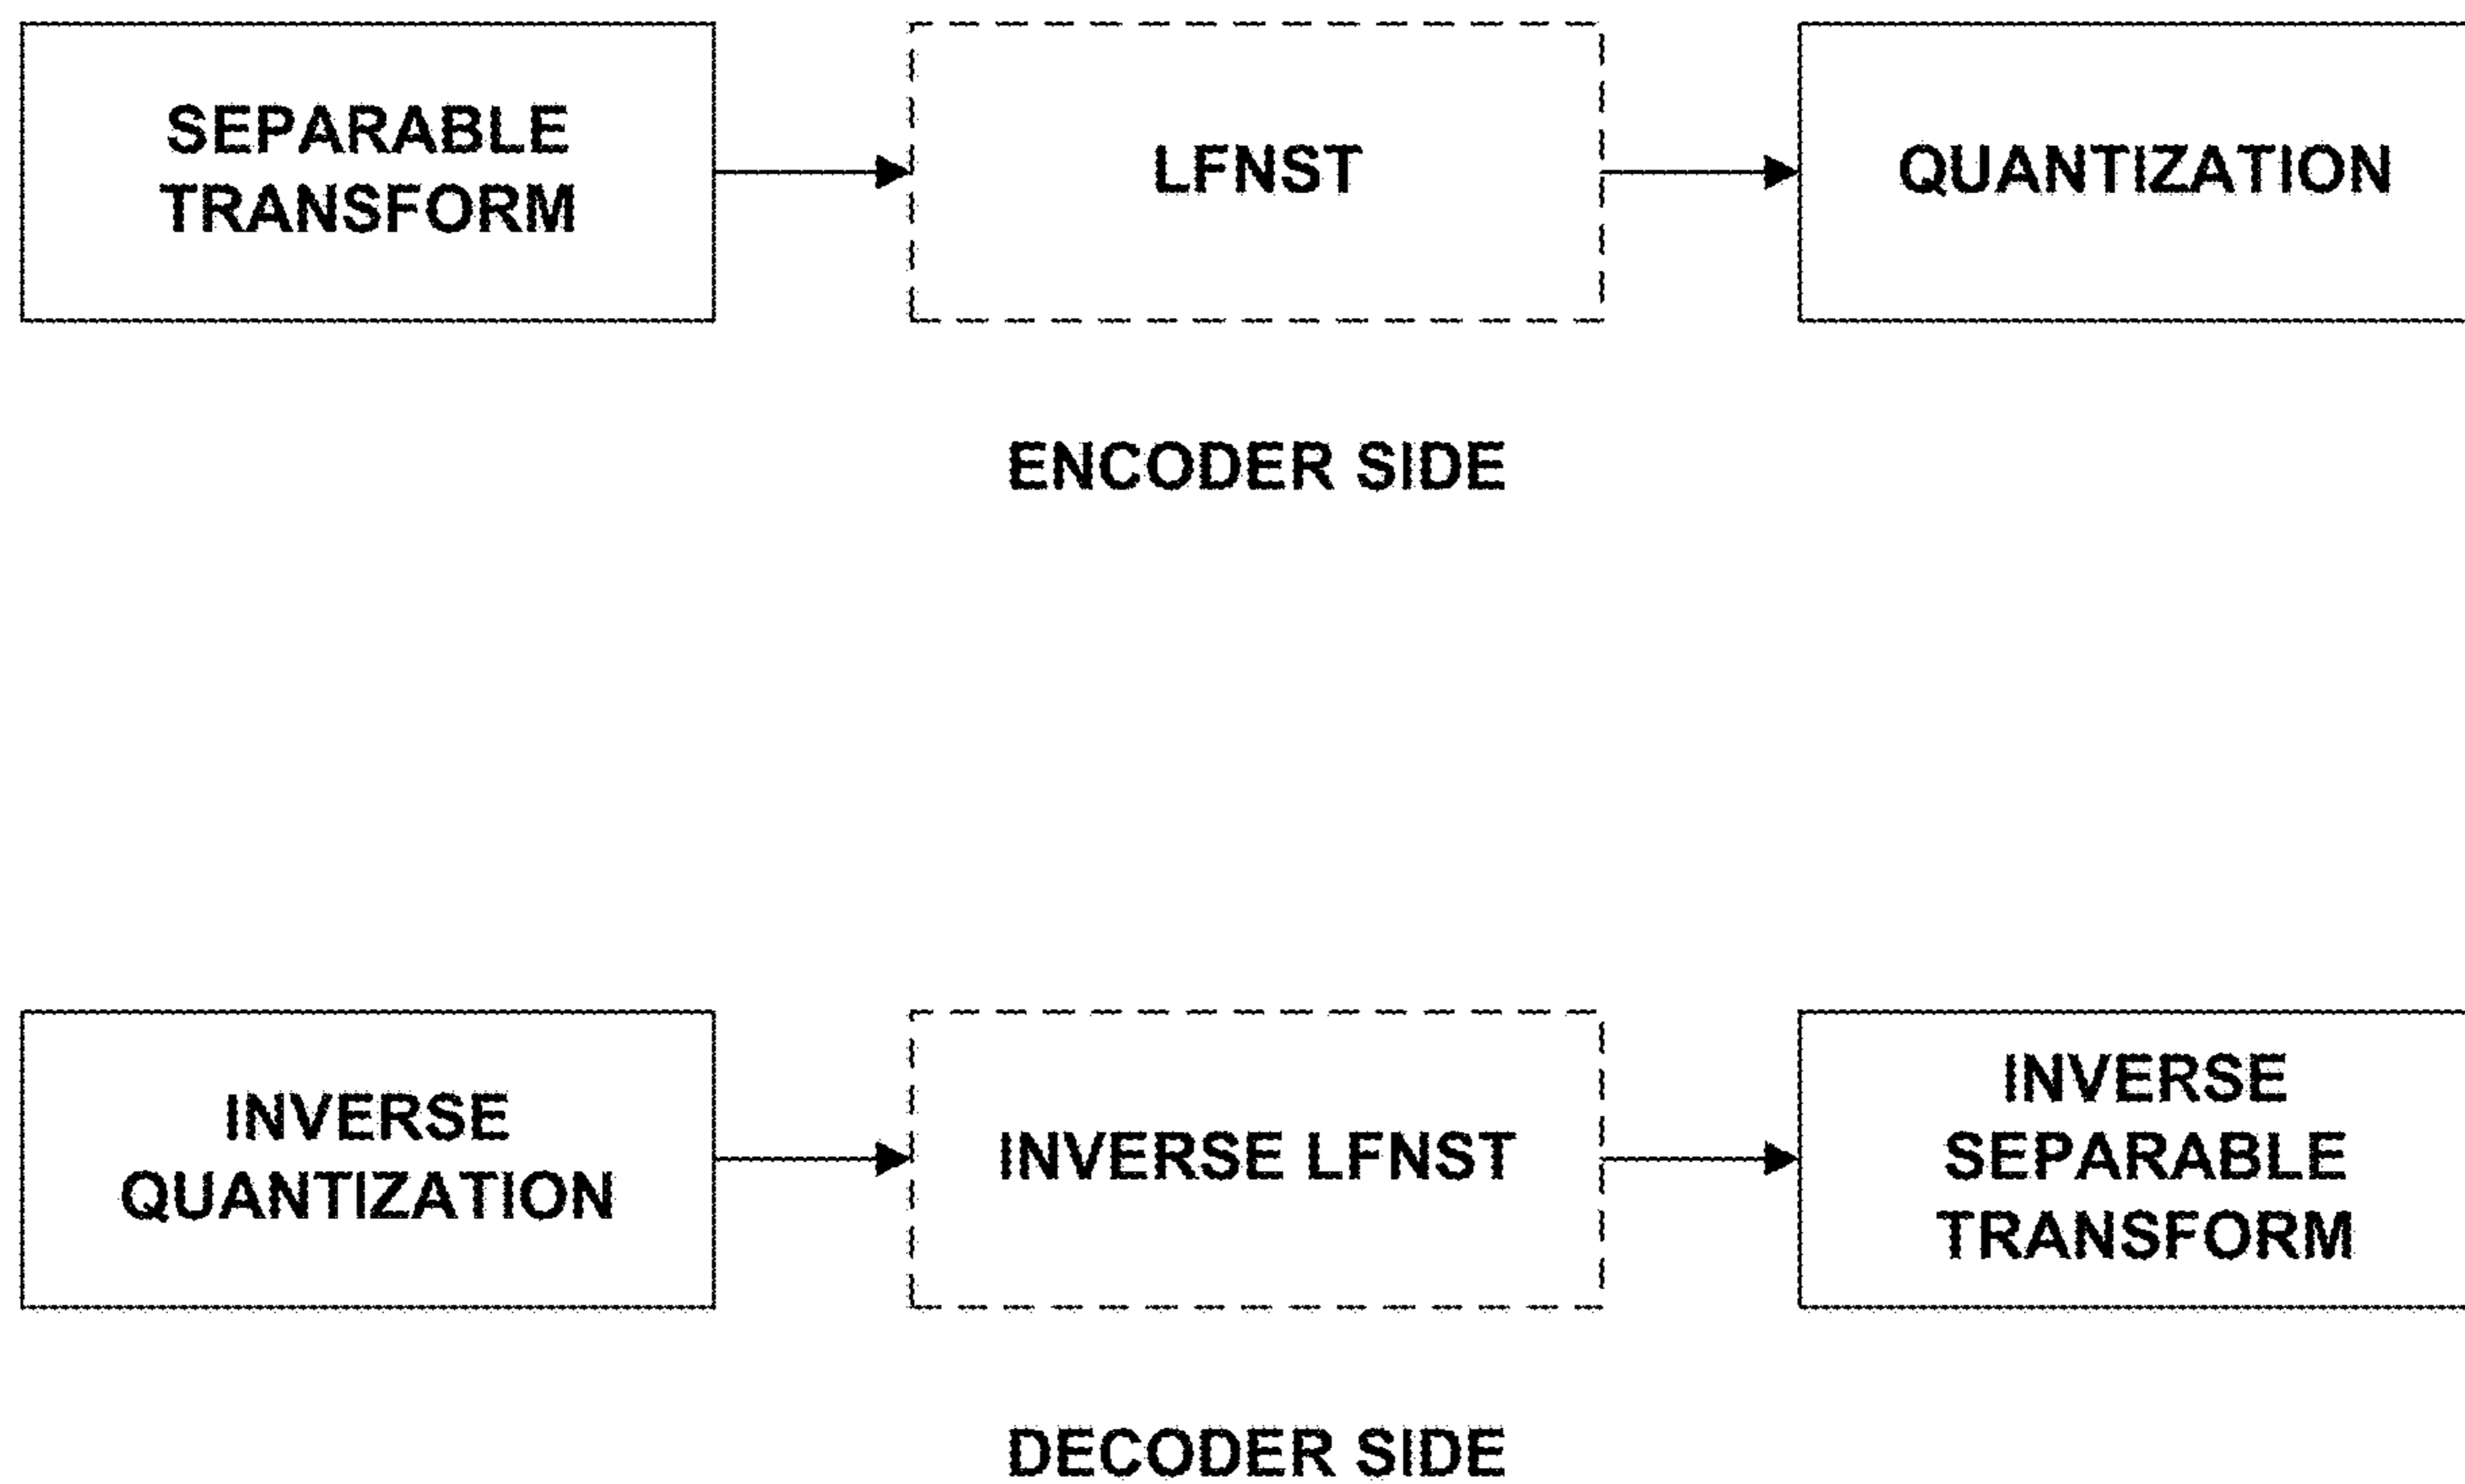 SEPARABLE
TRANSFORM
LFNST
QUANTIZATION
ENCODER SIDE
INVERSE
QUANTIZATION
INVERSE LFNST
INVERSE
SEPARABLE
TRANSFORM
DECODER SIDE